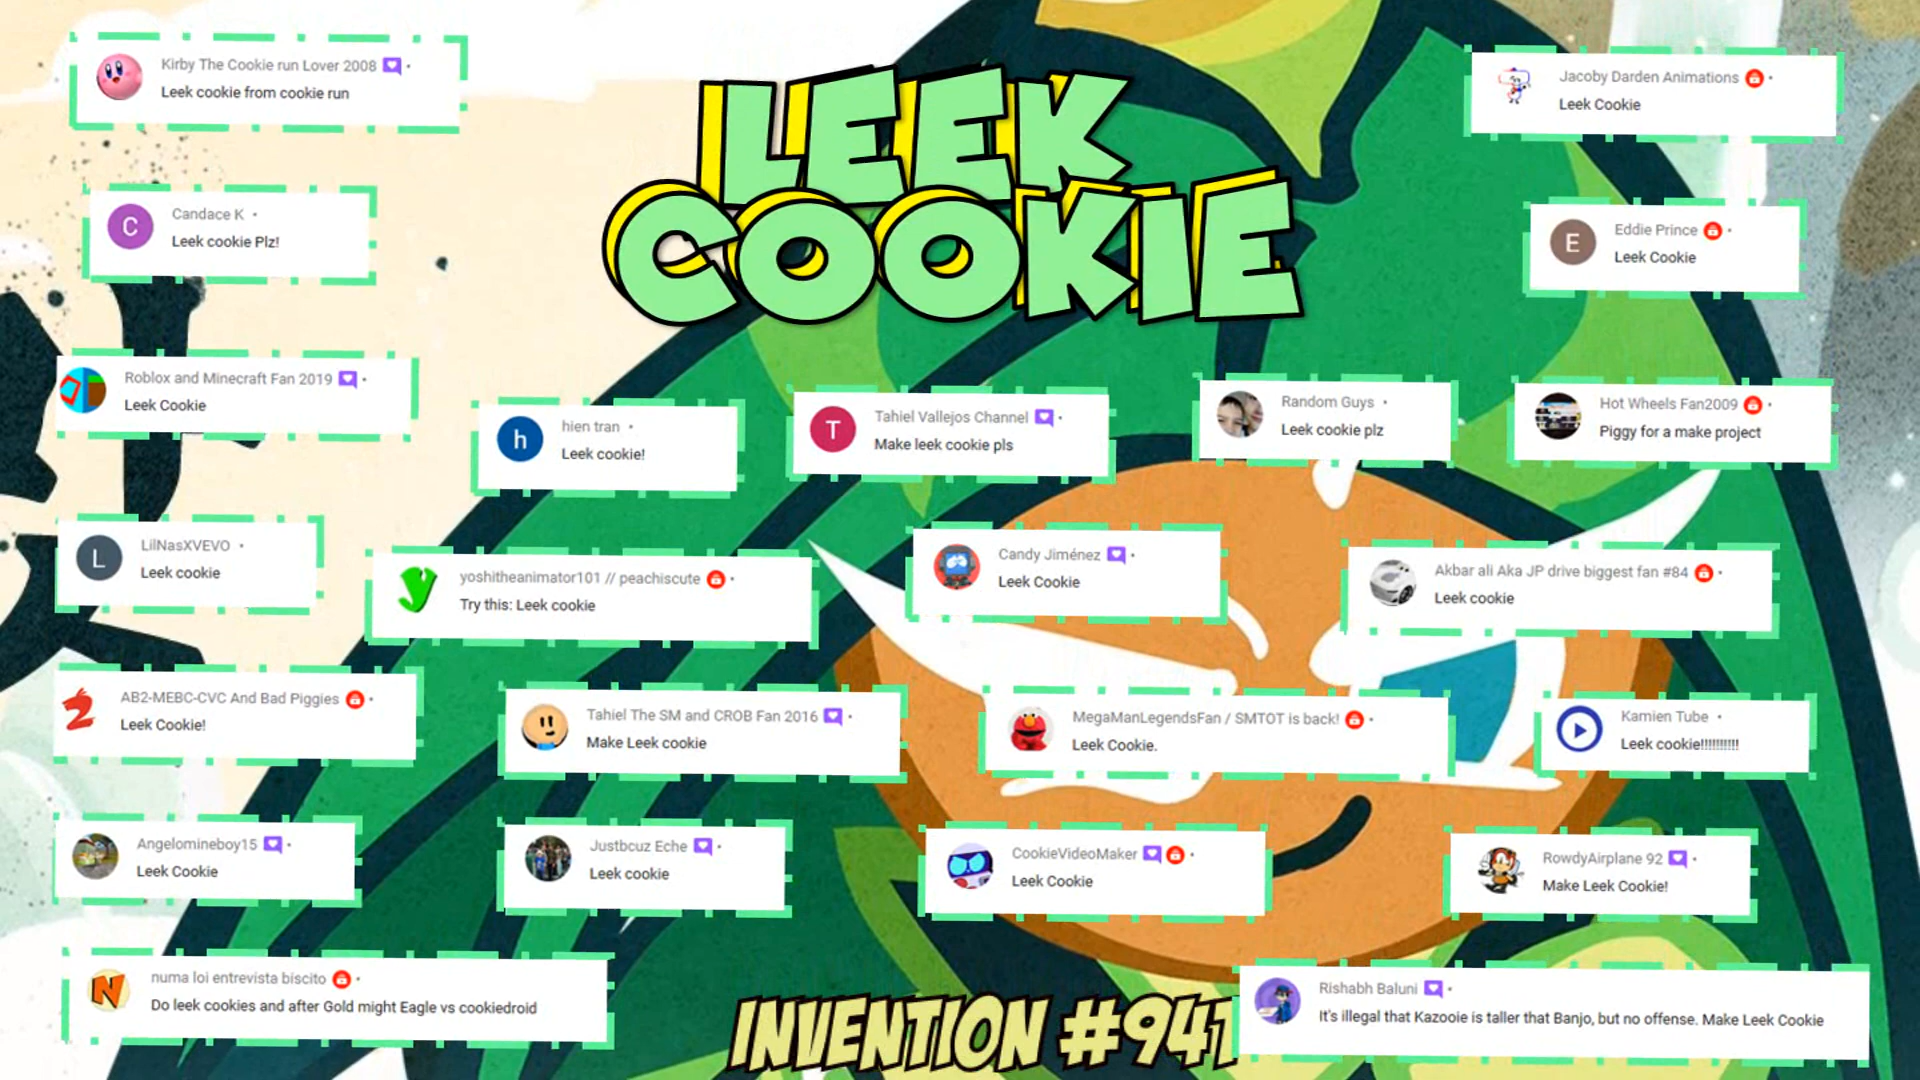 LEEK
COOKIE
Kirby The Cookie run Lover 2008 •
Leek cookie from cookie run
Jacoby Darden Animations •
Leek Cookie
C
Candace K •
Leek cookie Plz!
E
Eddie Prince •
Leek Cookie
Roblox and Minecraft Fan 2019 •
Leek Cookie
h
hien tran •
Leek cookie!
T
Tahiel Vallejos Channel •
Make leek cookie pls
Random Guys •
Leek cookie plz
Hot Wheels Fan2009 •
Piggy for a make project
L
LilNasXVEVO •
Leek cookie
y
yoshitheanimator101 // peachiscute •
Try this: Leek cookie
Candy Jiménez •
Leek Cookie
Akbar ali Aka JP drive biggest fan #84 •
Leek cookie
2
AB2-MEBC-CVC And Bad Piggies •
Leek Cookie!
Tahiel The SM and CROB Fan 2016 •
Make Leek cookie
MegaManLegendsFan / SMTOT is back! •
Leek Cookie.
Kamien Tube •
Leek cookie!!!!!!!!!!
Angelomineboy15 •
Leek Cookie
Justbcuz Eche •
Leek cookie
CookieVideoMaker •
Leek Cookie
RowdyAirplane 92 •
Make Leek Cookie!
N
numa loi entrevista biscito •
Do leek cookies and after Gold might Eagle vs cookiedroid
Rishabh Baluni •
It's illegal that Kazooie is taller that Banjo, but no offense. Make Leek Cookie
INVENTION #941